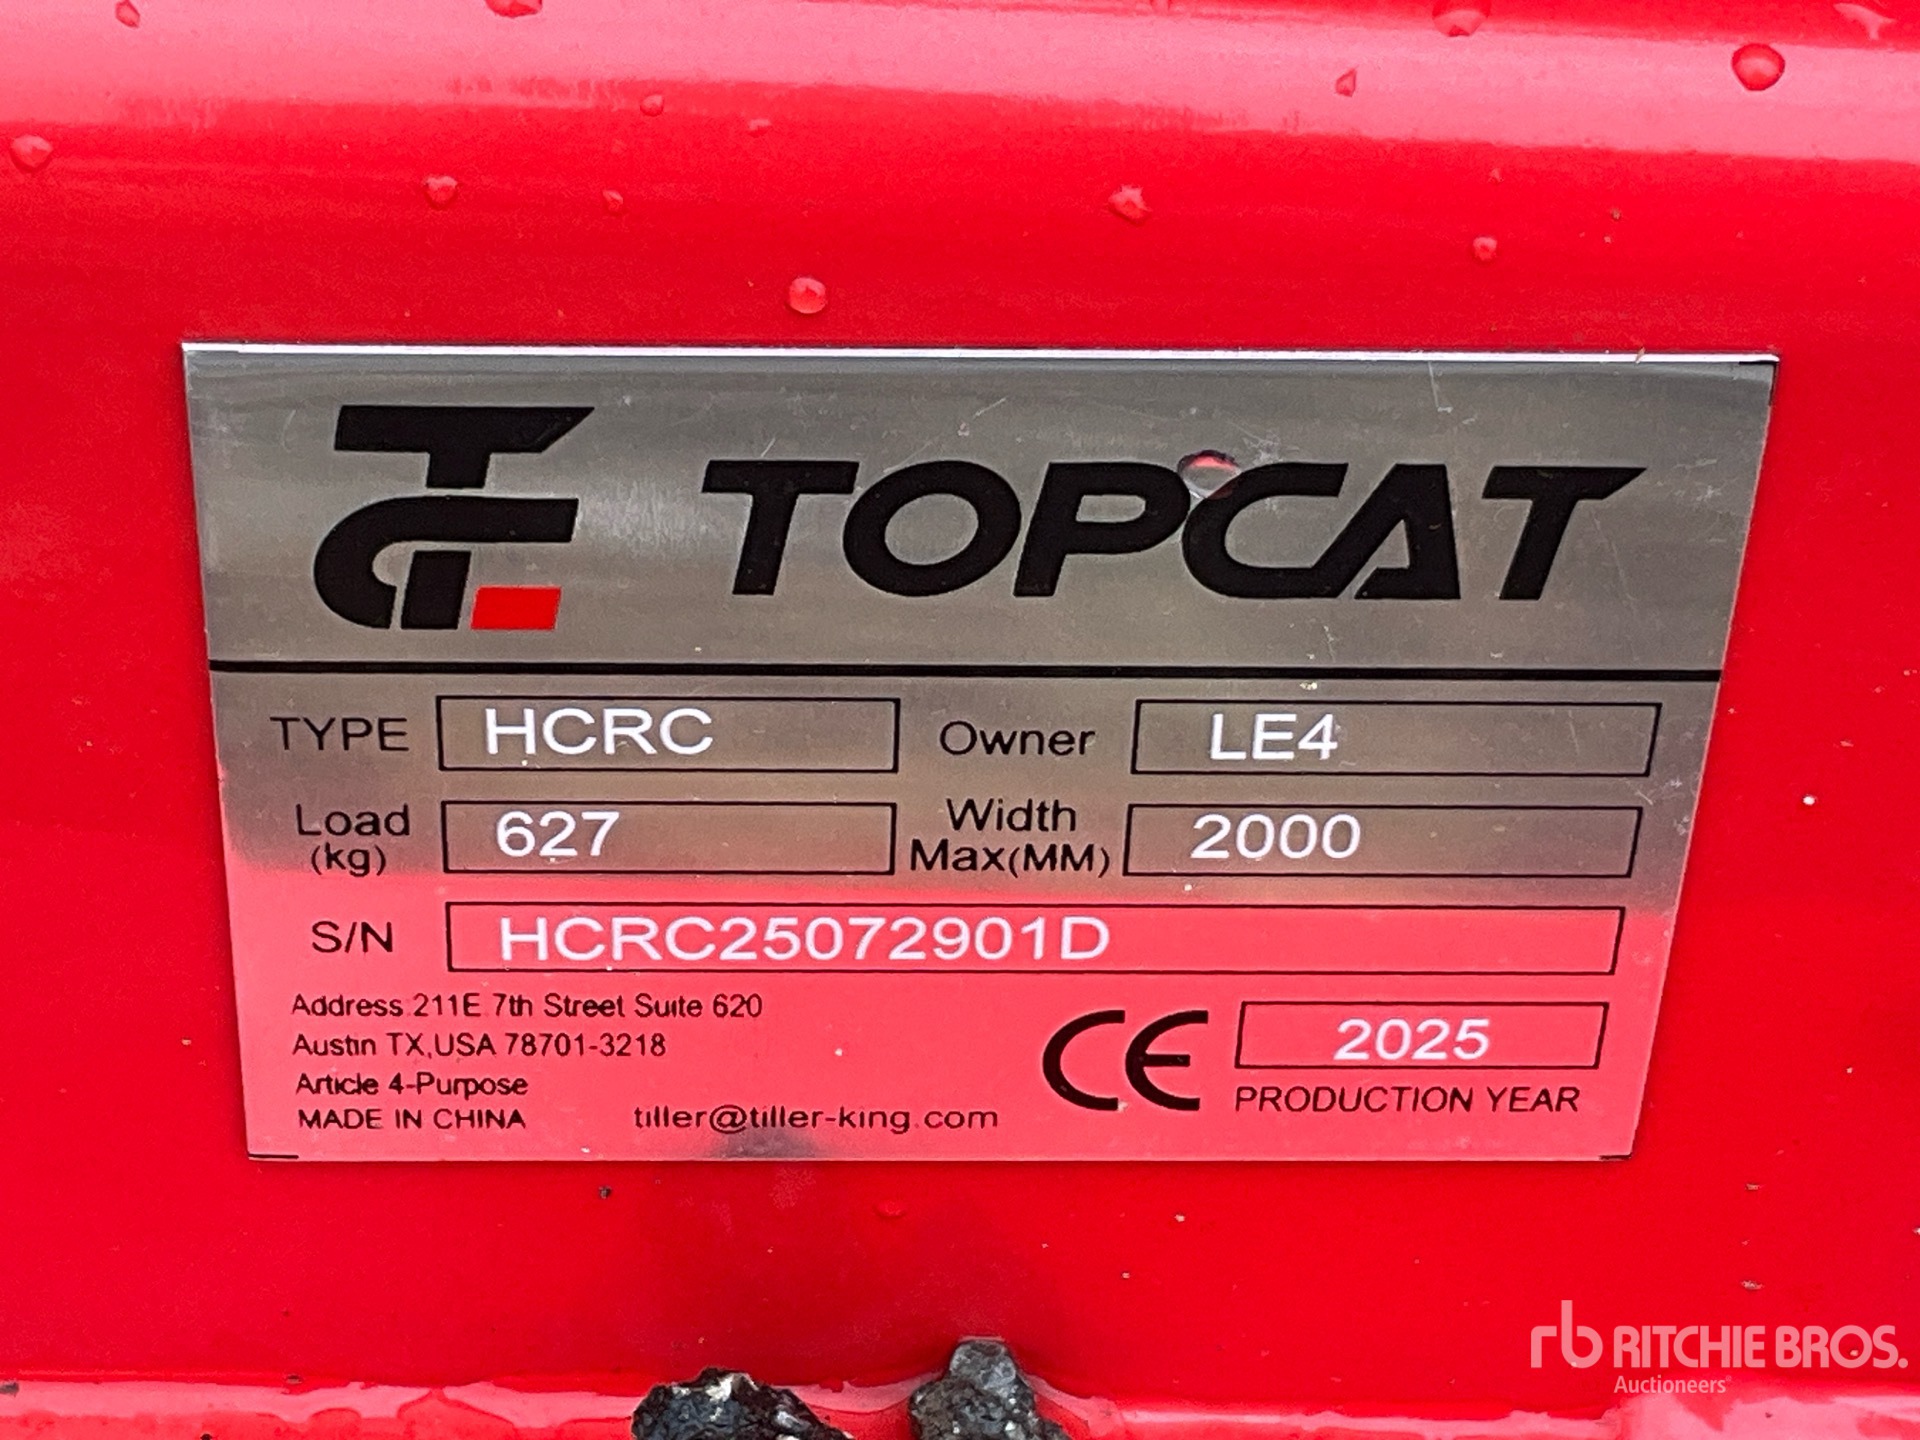 TOPCAT
TYPE HCRC Owner LE4
Load (kg) 627 Width Max(MM) 2000
S/N HCRC25072901D
Address 211E 7th Street Suite 620
Austin TX,USA 78701-3218
Article 4-Purpose
MADE IN CHINA tiller@tiller-king.com
CE 2025
PRODUCTION YEAR
rb RITCHIE BROS.
Auctioneers